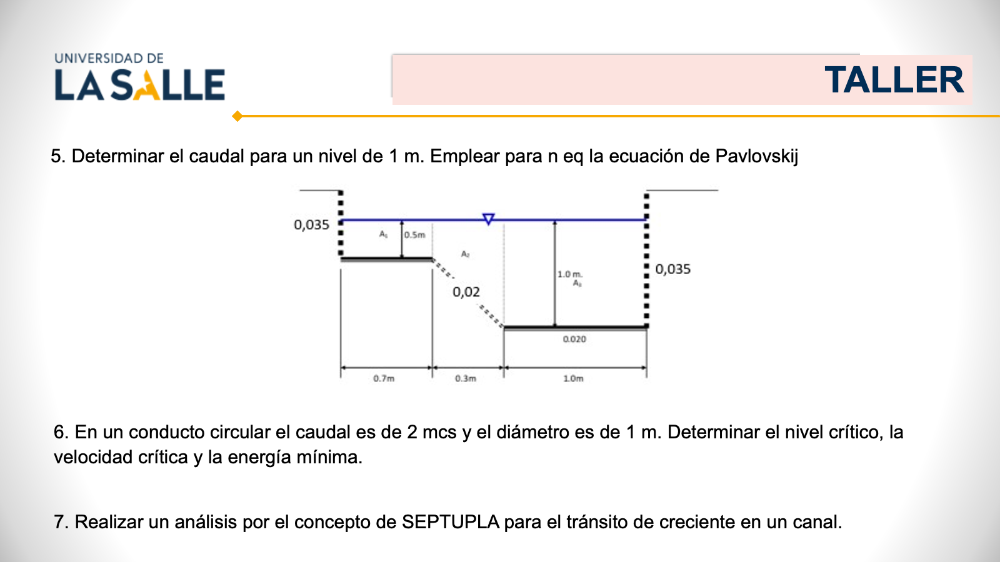 UNIVERSIDAD DE
LA SALLE
TALLER
5. Determinar el caudal para un nivel de 1 m. Emplear para n eq la ecuación de Pavlovskij
0,035
A₁
0.5m
A₂
0,02
1.0 m.
A₃
0,035
0.020
0.7m
0.3m
1.0m
6. En un conducto circular el caudal es de 2 mcs y el diámetro es de 1 m. Determinar el nivel crítico, la
velocidad crítica y la energía mínima.
7. Realizar un análisis por el concepto de SEPTUPLA para el tránsito de creciente en un canal.